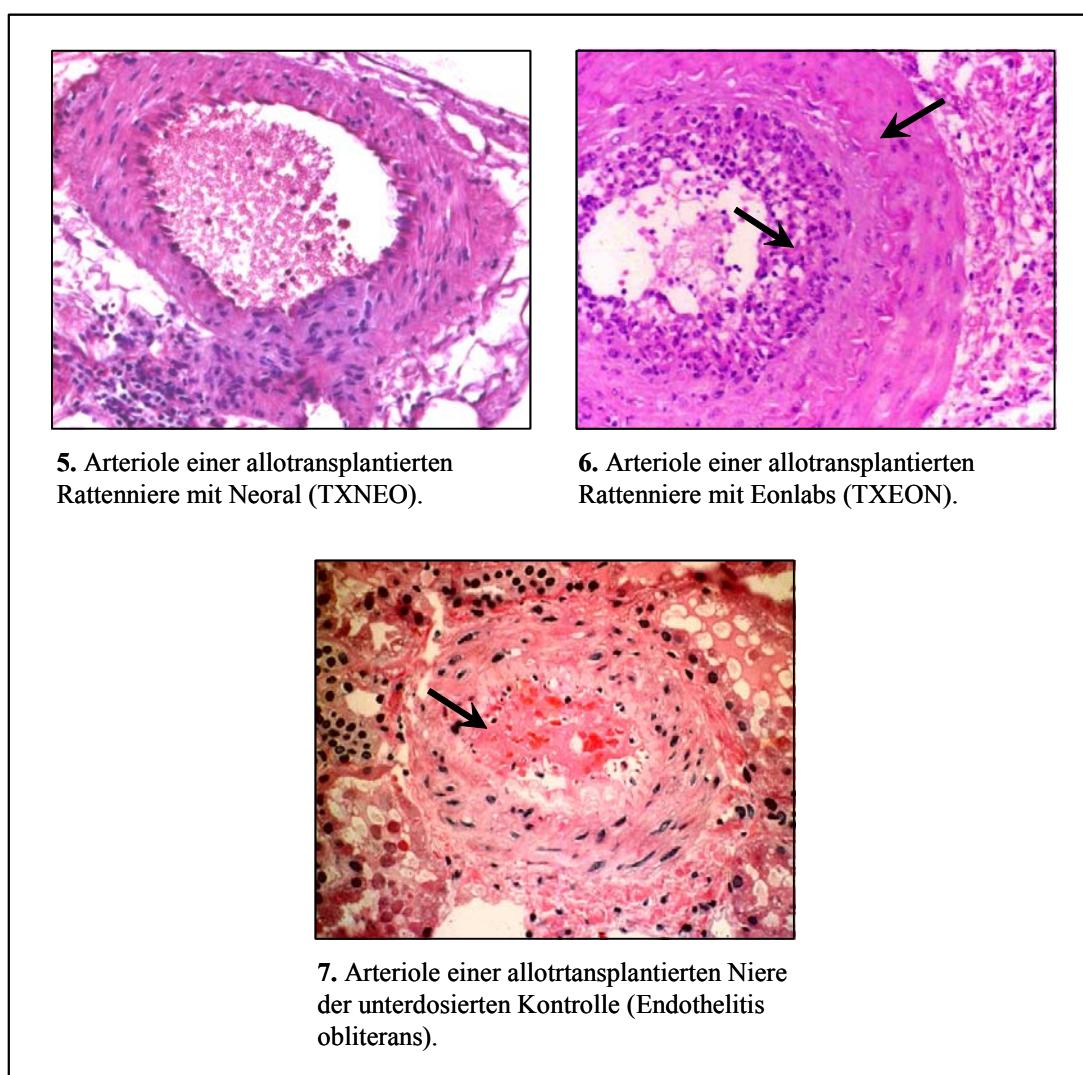 5. Arteriole einer allotransplantierten
Rattenniere mit Neoral (TXNEO).
6. Arteriole einer allotransplantierten
Rattenniere mit Eonlabs (TXEON).
7. Arteriole einer allotrtansplantierten Niere
der unterdosierten Kontrolle (Endothelitis
obliterans).